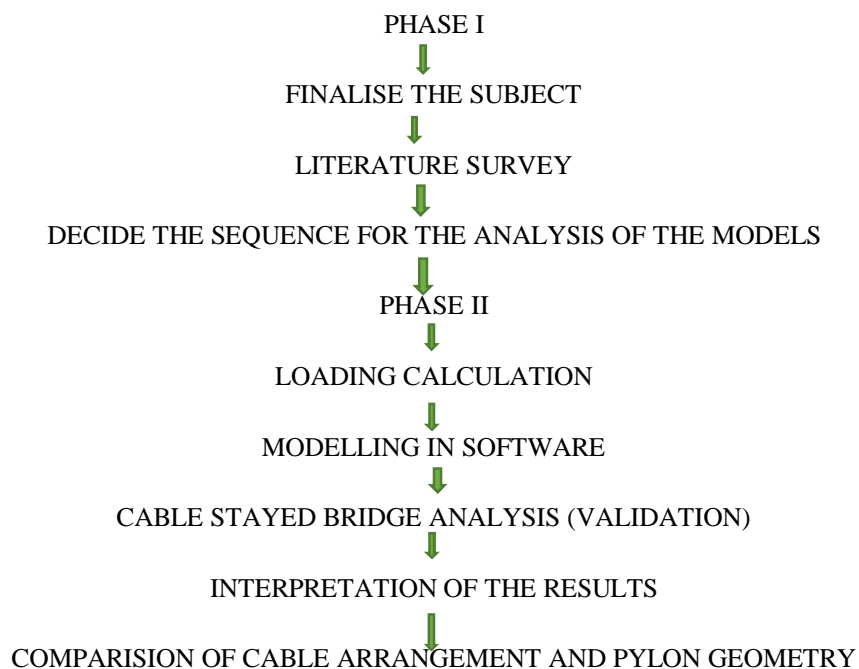 PHASE I
FINALISE THE SUBJECT
LITERATURE SURVEY
DECIDE THE SEQUENCE FOR THE ANALYSIS OF THE MODELS
PHASE II
LOADING CALCULATION
MODELLING IN SOFTWARE
CABLE STAYED BRIDGE ANALYSIS (VALIDATION)
INTERPRETATION OF THE RESULTS
COMPARISION OF CABLE ARRANGEMENT AND PYLON GEOMETRY